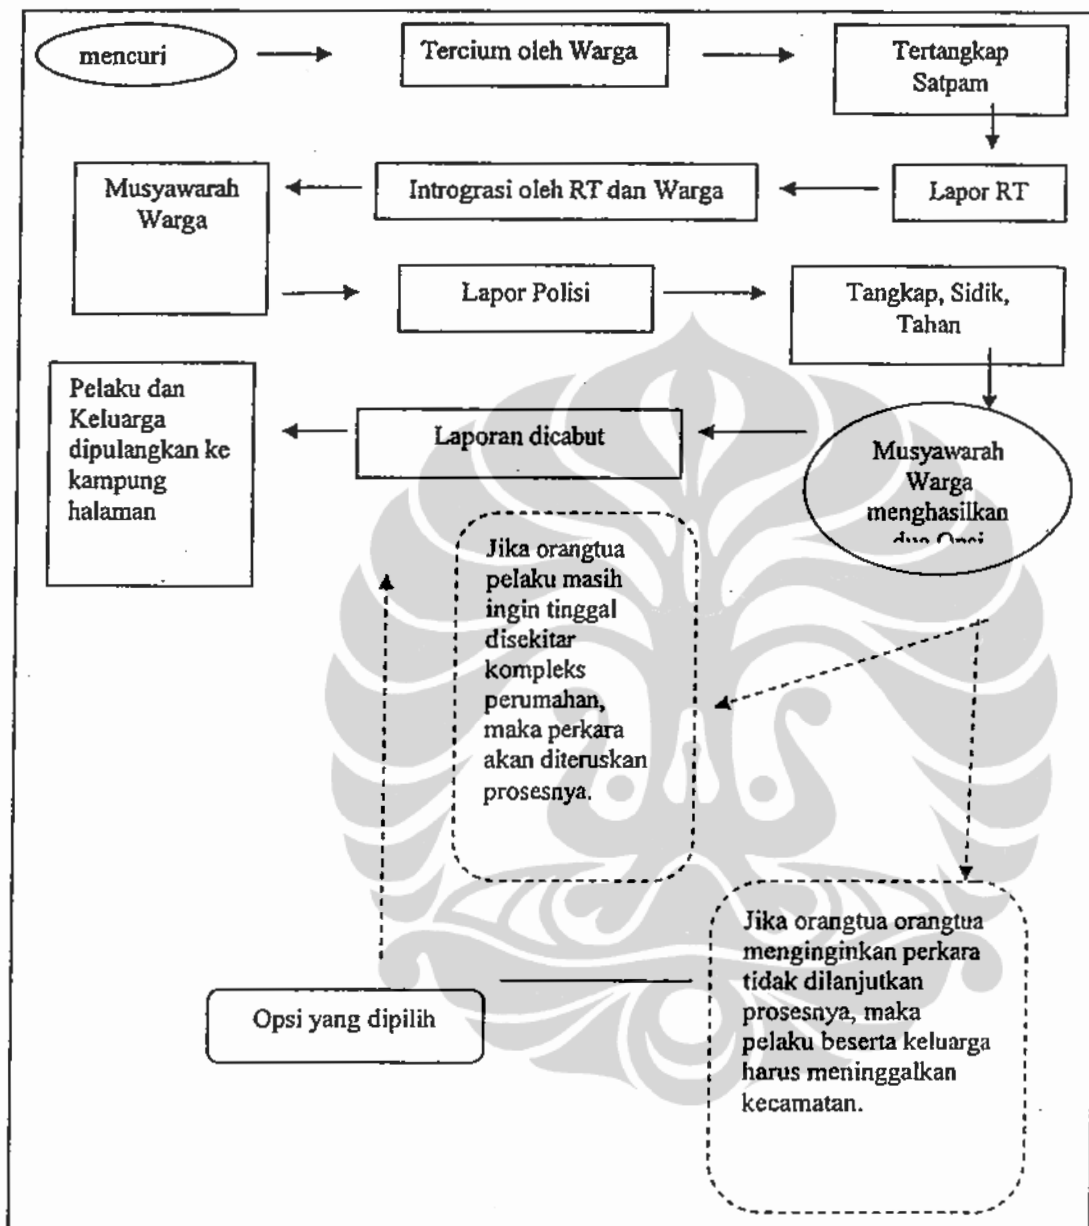 mencuri
Tercium oleh Warga
Tertangkap
Satpam
Musyawarah
Warga
Introgasi oleh RT dan Warga
Lapor RT
Lapor Polisi
Tangkap, Sidik,
Tahan
Pelaku dan
Keluarga
dipulangkan ke
kampung
halaman
Laporan dicabut
Musyawarah
Warga
menghasilkan
dua Opsi
Jika orangtua
pelaku masih
ingin tinggal
disekitar
kompleks
perumahan,
maka perkara
akan diteruskan
prosesnya.
Jika orangtua orangtua
menginginkan perkara
tidak dilanjutkan
prosesnya, maka
pelaku beserta keluarga
harus meninggalkan
kecamatan.
Opsi yang dipilih